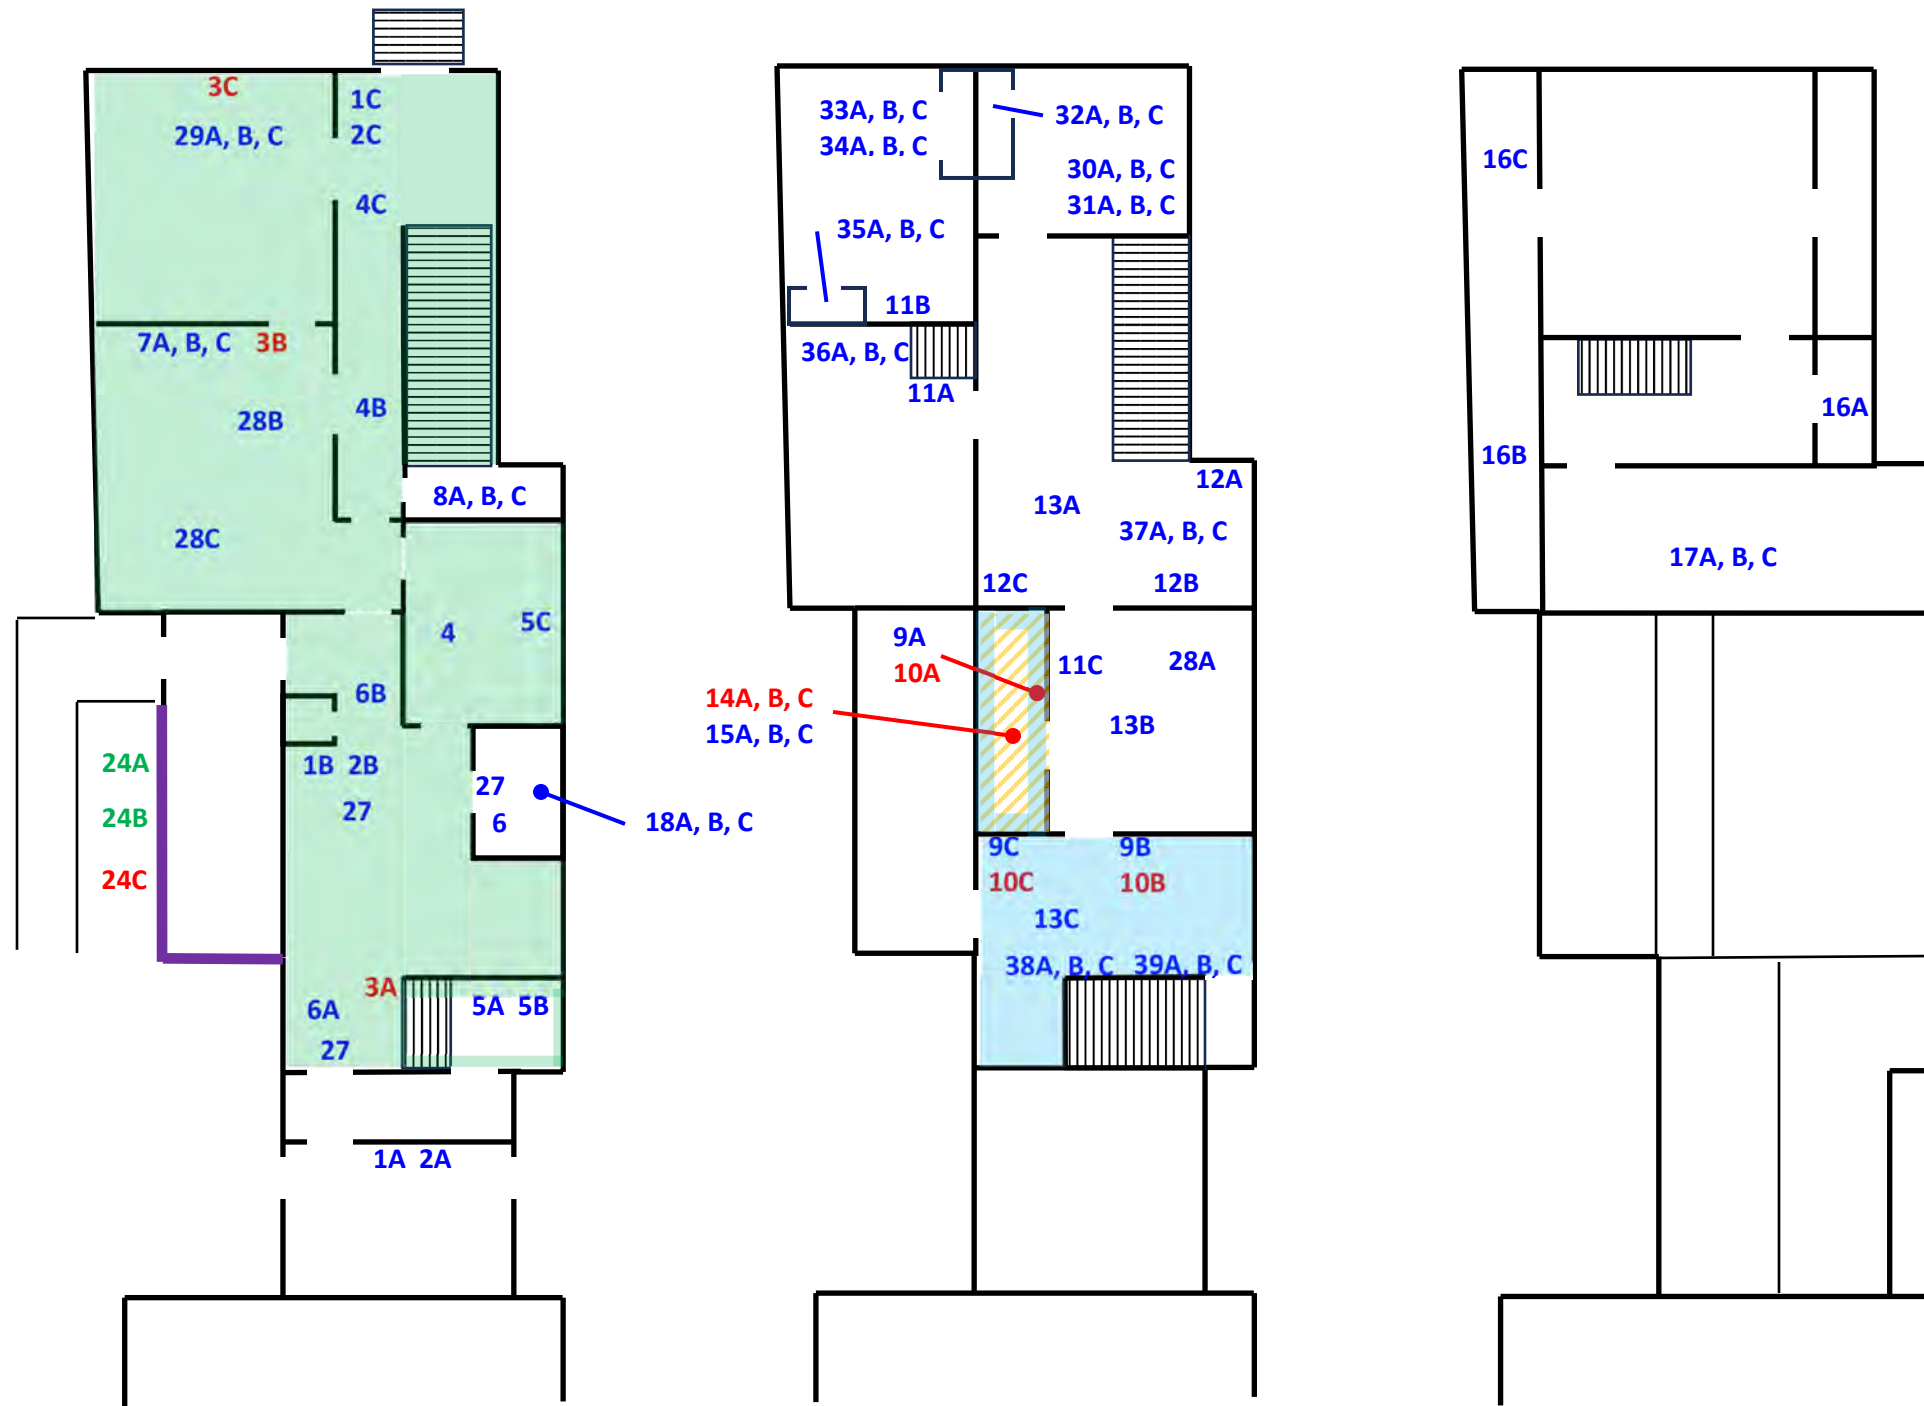 3C
1C
29A, B, C
2C
4C
7A, B, C
3B
28B
4B
8A, B, C
28C
4
5C
6B
24A
1B
2B
27
27
6
18A, B, C
24B
24C
3A
6A
5A
5B
27
1A
2A
33A, B, C
34A, B, C
32A, B, C
30A, B, C
31A, B, C
35A, B, C
11B
36A, B, C
11A
12A
13A
37A, B, C
12C
12B
9A
10A
11C
28A
14A, B, C
15A, B, C
13B
9C
9B
10C
10B
13C
38A, B, C
39A, B, C
16C
16A
16B
17A, B, C